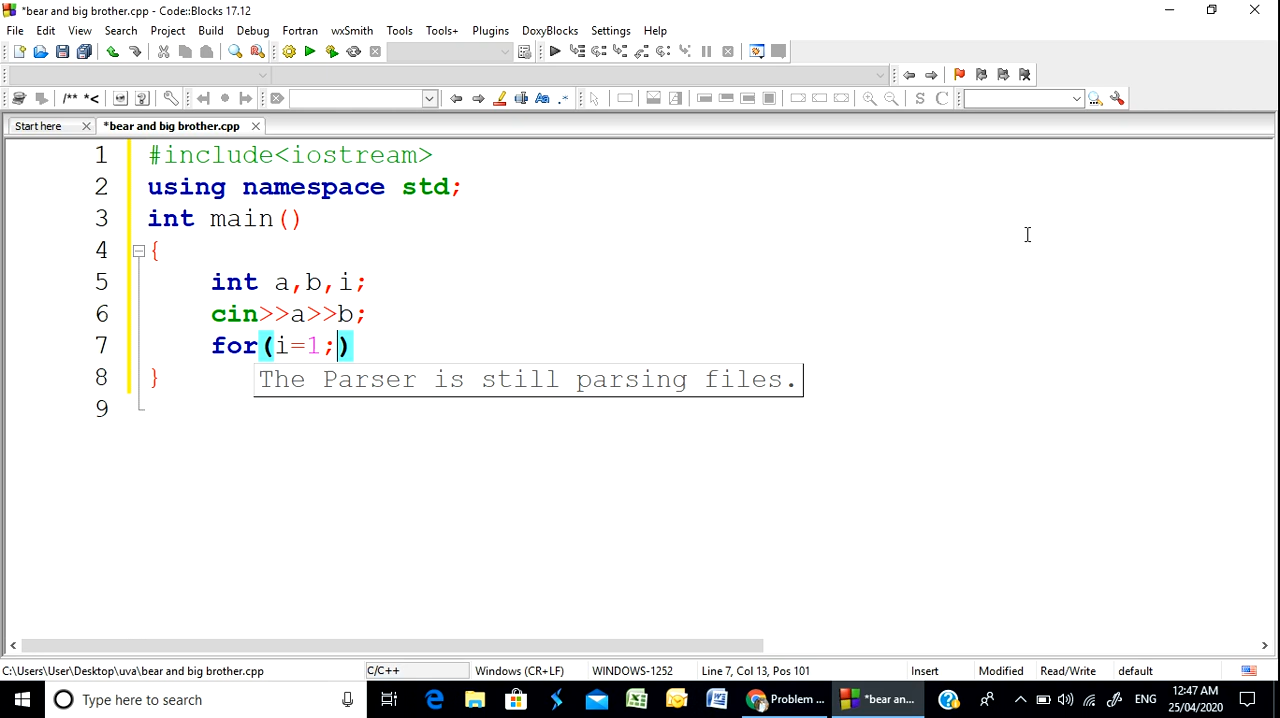 *bear and big brother.cpp - Code::Blocks 17.12
File Edit View Search Project Build Debug Fortran wxSmith Tools Tools+ Plugins DoxyBlocks Settings Help
/** *<
Aa .* S C
Start here *bear and big brother.cpp
1 #include<iostream>
2 using namespace std;
3 int main()
4 {
5 int a,b,i;
6 cin>>a>>b;
7 for(i=1;)
The Parser is still parsing files.
8 }
9
C:\Users\User\Desktop\uva\bear and big brother.cpp C/C++ Windows (CR+LF) WINDOWS-1252 Line 7, Col 13, Pos 101 Insert Modified Read/Write default
Type here to search Problem ... *bear an... ENG 12:47 AM
25/04/2020